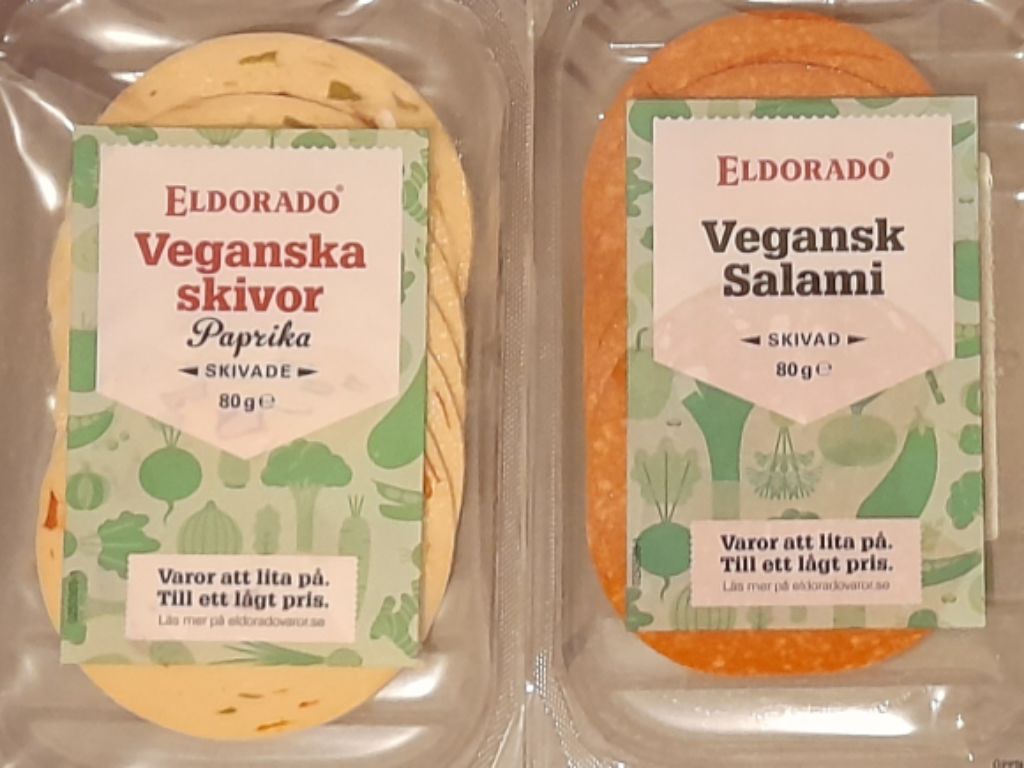 ELDORADO®
Veganska
skivor
Paprika
SKIVADE
80g℮
Varor att lita på.
Till ett lågt pris.
Läs mer på eldoradovaror.se
ELDORADO®
Vegansk
Salami
SKIVAD
80g℮
Varor att lita på.
Till ett lågt pris.
Läs mer på eldoradovaror.se